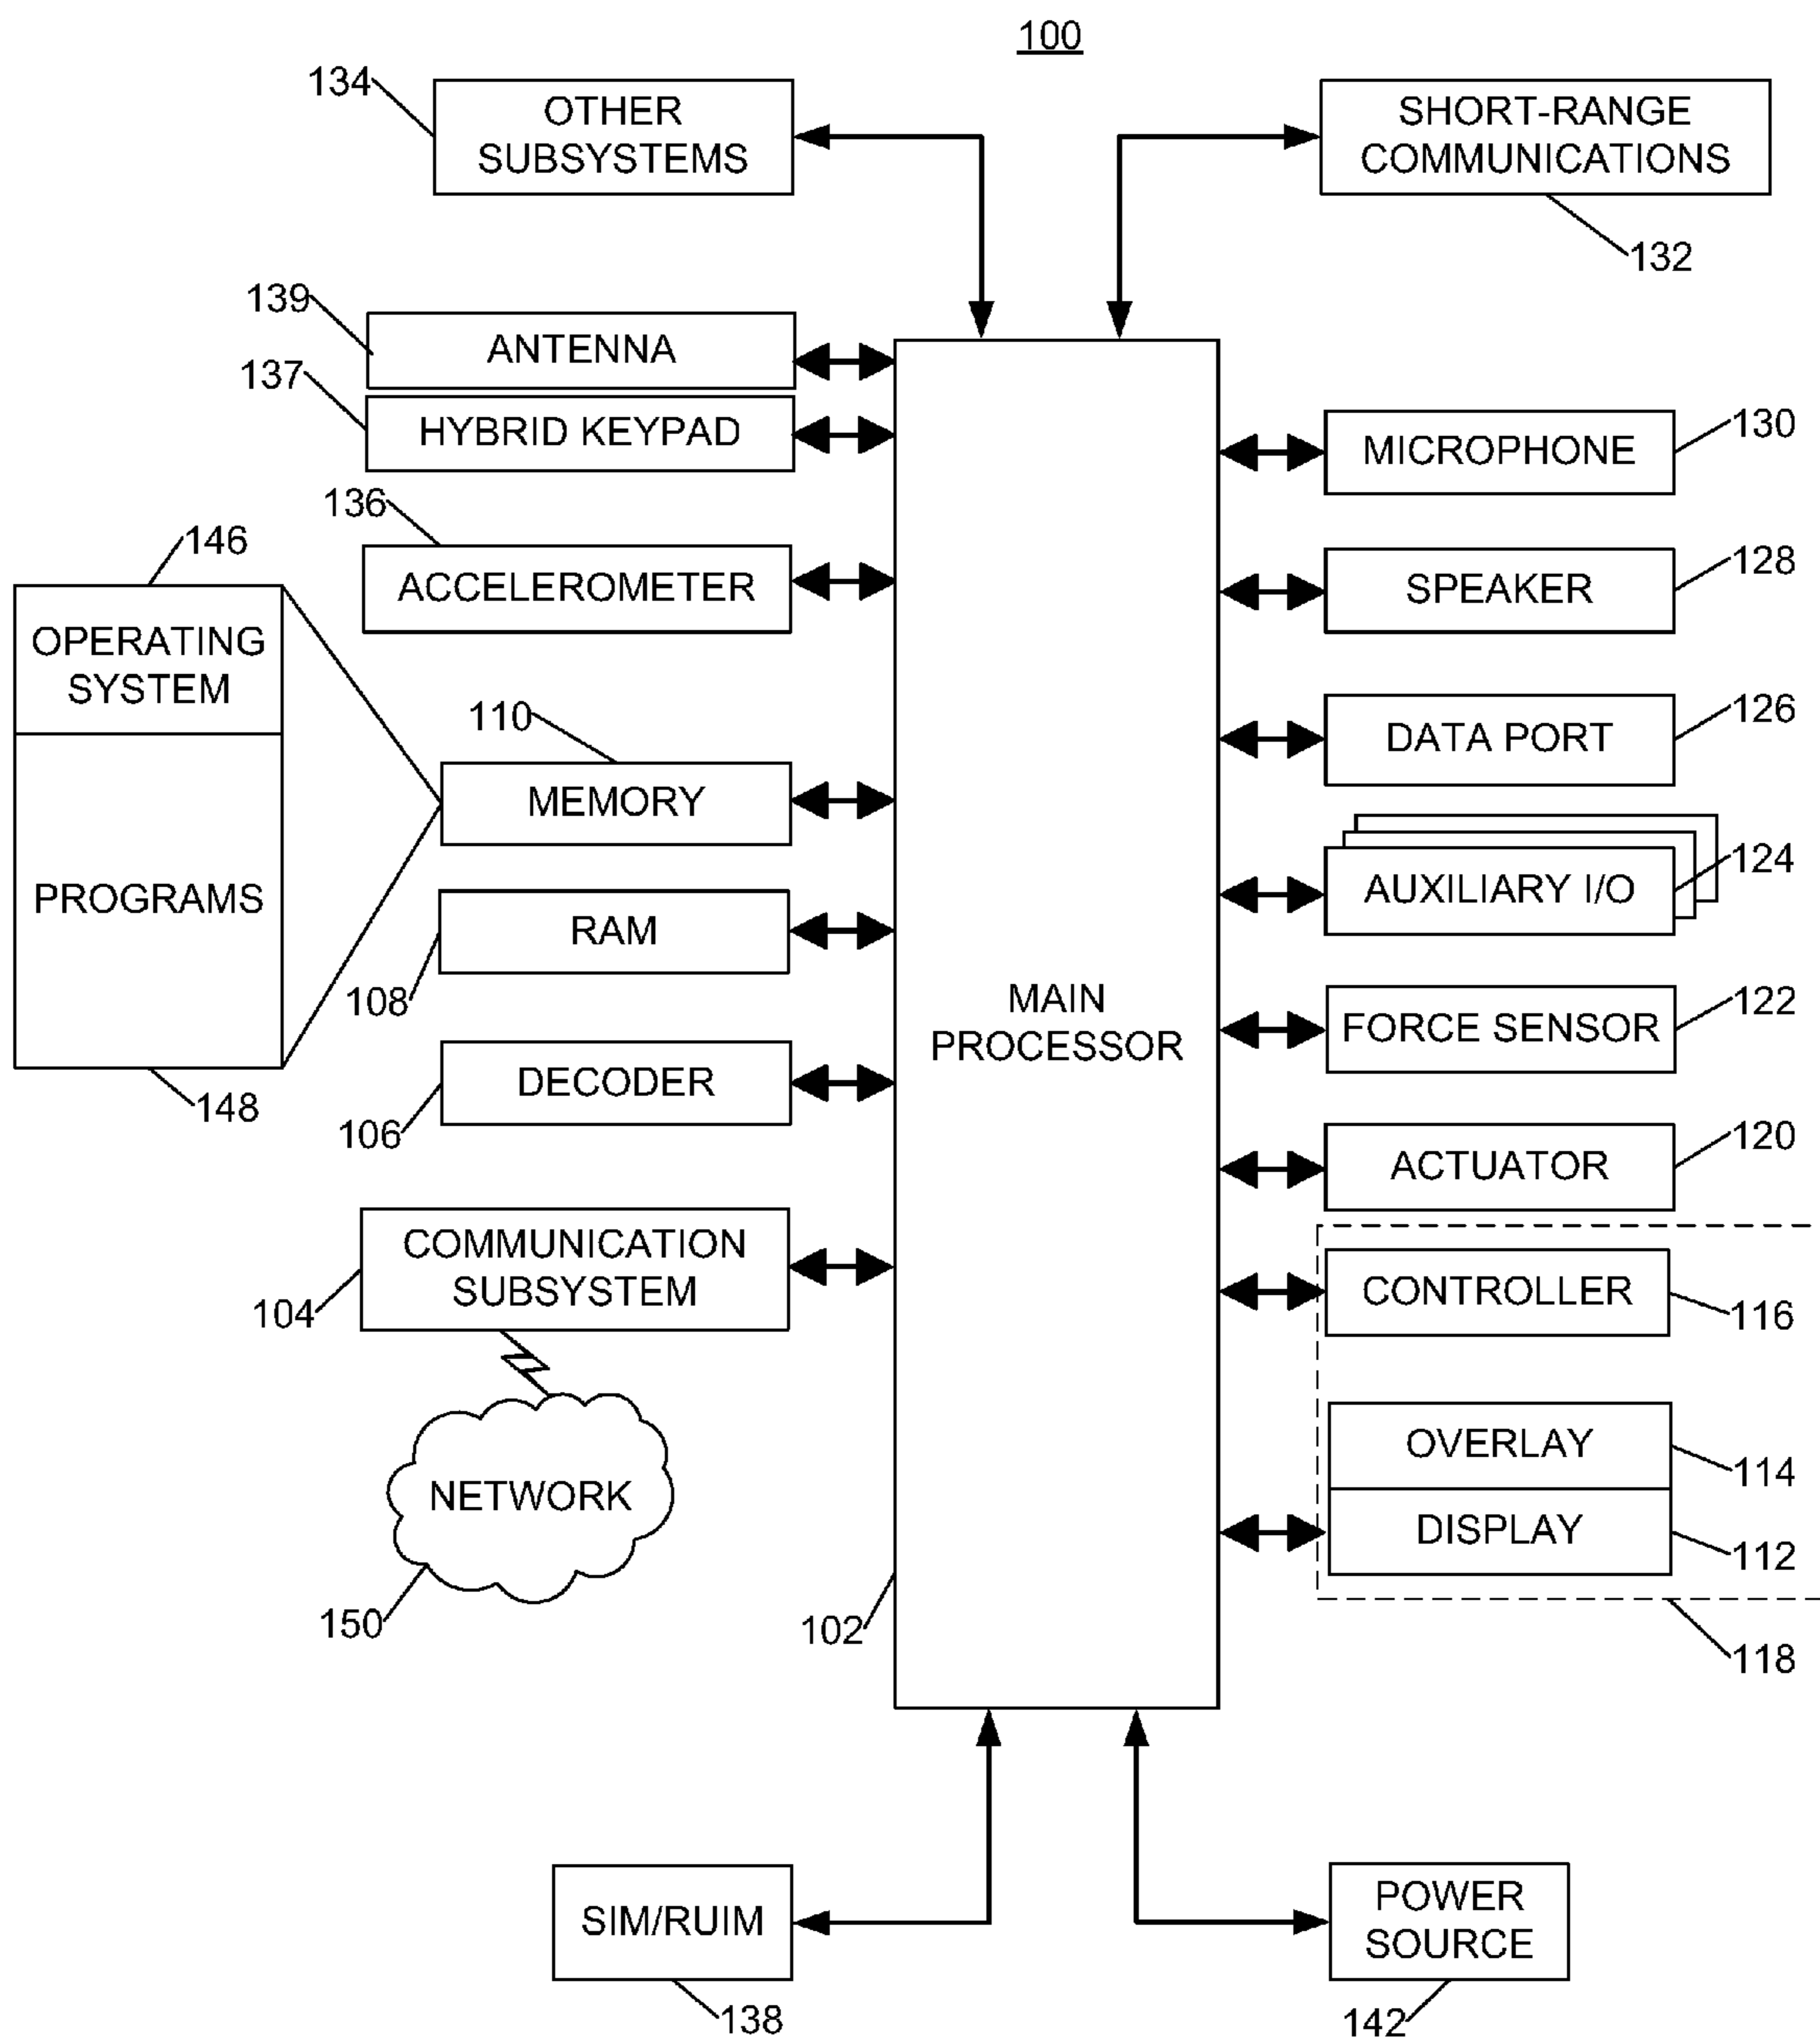 100
134
OTHER
SUBSYSTEMS
SHORT-RANGE
COMMUNICATIONS
132
139
ANTENNA
137
HYBRID KEYPAD
MICROPHONE
130
136
ACCELEROMETER
SPEAKER
128
146
OPERATING
SYSTEM
PROGRAMS
148
110
MEMORY
DATA PORT
126
AUXILIARY I/O
124
RAM
108
MAIN
PROCESSOR
102
FORCE SENSOR
122
DECODER
106
ACTUATOR
120
COMMUNICATION
SUBSYSTEM
104
CONTROLLER
116
NETWORK
150
OVERLAY
114
DISPLAY
112
118
SIM/RUIM
138
POWER
SOURCE
142